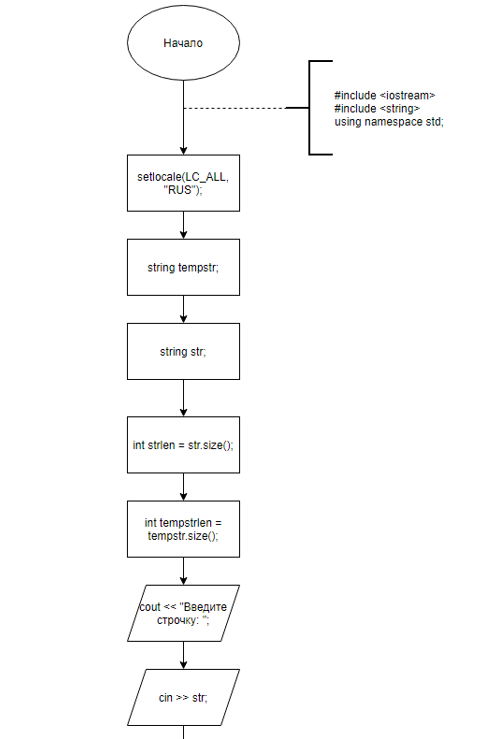 Начало
#include <iostream>
#include <string>
using namespace std;
setlocale(LC_ALL,
"RUS");
string tempstr;
string str;
int strlen = str.size();
int tempstrlen =
tempstr.size();
cout << "Введите
строчку: ";
cin >> str;